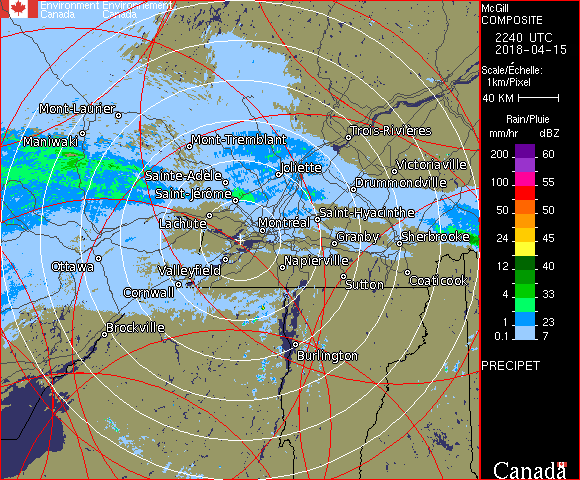 Environment Environnement
Canada Canada
McGill
COMPOSITE
2240 UTC
2018-04-15
Scale/Échelle:
1km/Pixel
40 KM
Rain/Pluie
mm/hr dBZ
200 60
100 55
50 50
24 45
12 40
4 33
1 23
0.1 7
PRECIPET
Canada
Mont-Laurier
Maniwaki
Mont-Tremblant
Trois-Rivières
Joliette
Victoriaville
Sainte-Adèle
Saint-Jérôme
Drummondville
Lachute
Montréal
Saint-Hyacinthe
Granby
Sherbrooke
Ottawa
Valleyfield
Napierville
Sutton
Coaticook
Cornwall
Brockville
Burlington